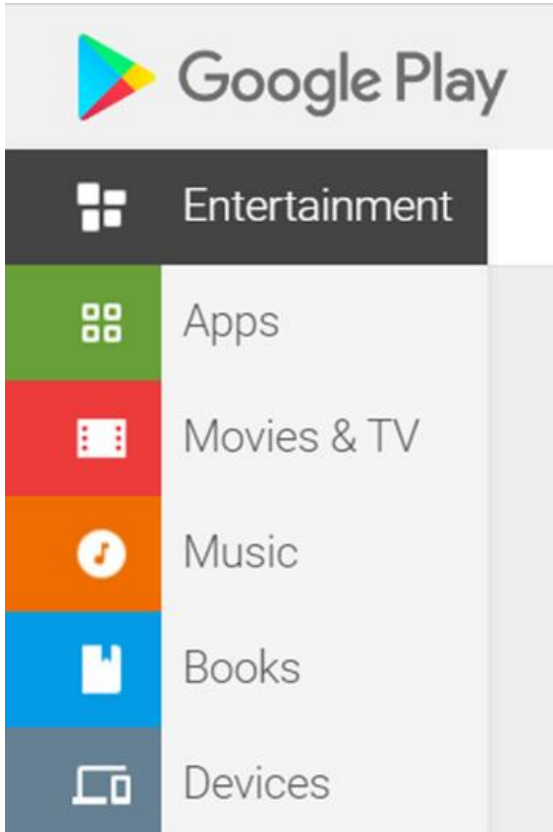 Google Play
Entertainment
Apps
Movies & TV
Music
Books
Devices